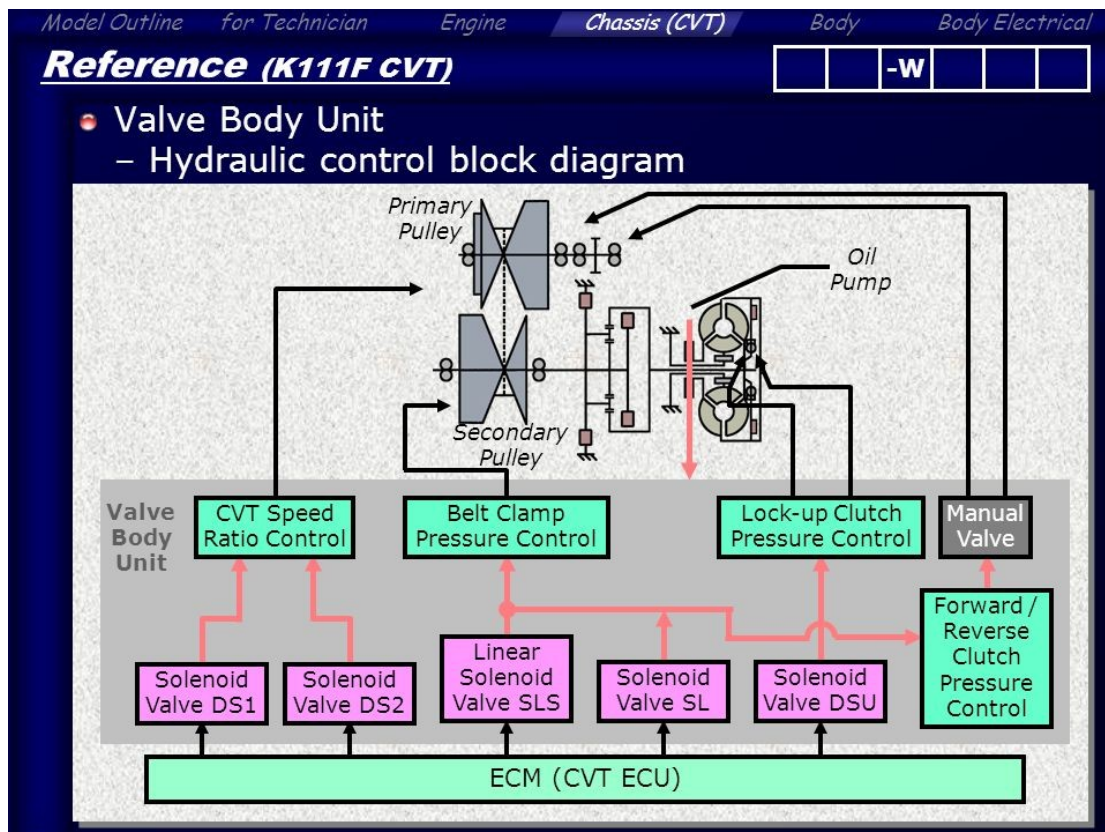 Model Outline for Technician Engine Chassis (CVT) Body Body Electrical
Reference (K111F CVT)
-W
Valve Body Unit
– Hydraulic control block diagram
Primary
Pulley
Oil
Pump
Secondary
Pulley
Valve
Body
Unit
CVT Speed
Ratio Control
Belt Clamp
Pressure Control
Lock-up Clutch
Pressure Control
Manual
Valve
Forward /
Reverse
Clutch
Pressure
Control
Solenoid
Valve DS1
Solenoid
Valve DS2
Linear
Solenoid
Valve SLS
Solenoid
Valve SL
Solenoid
Valve DSU
ECM (CVT ECU)